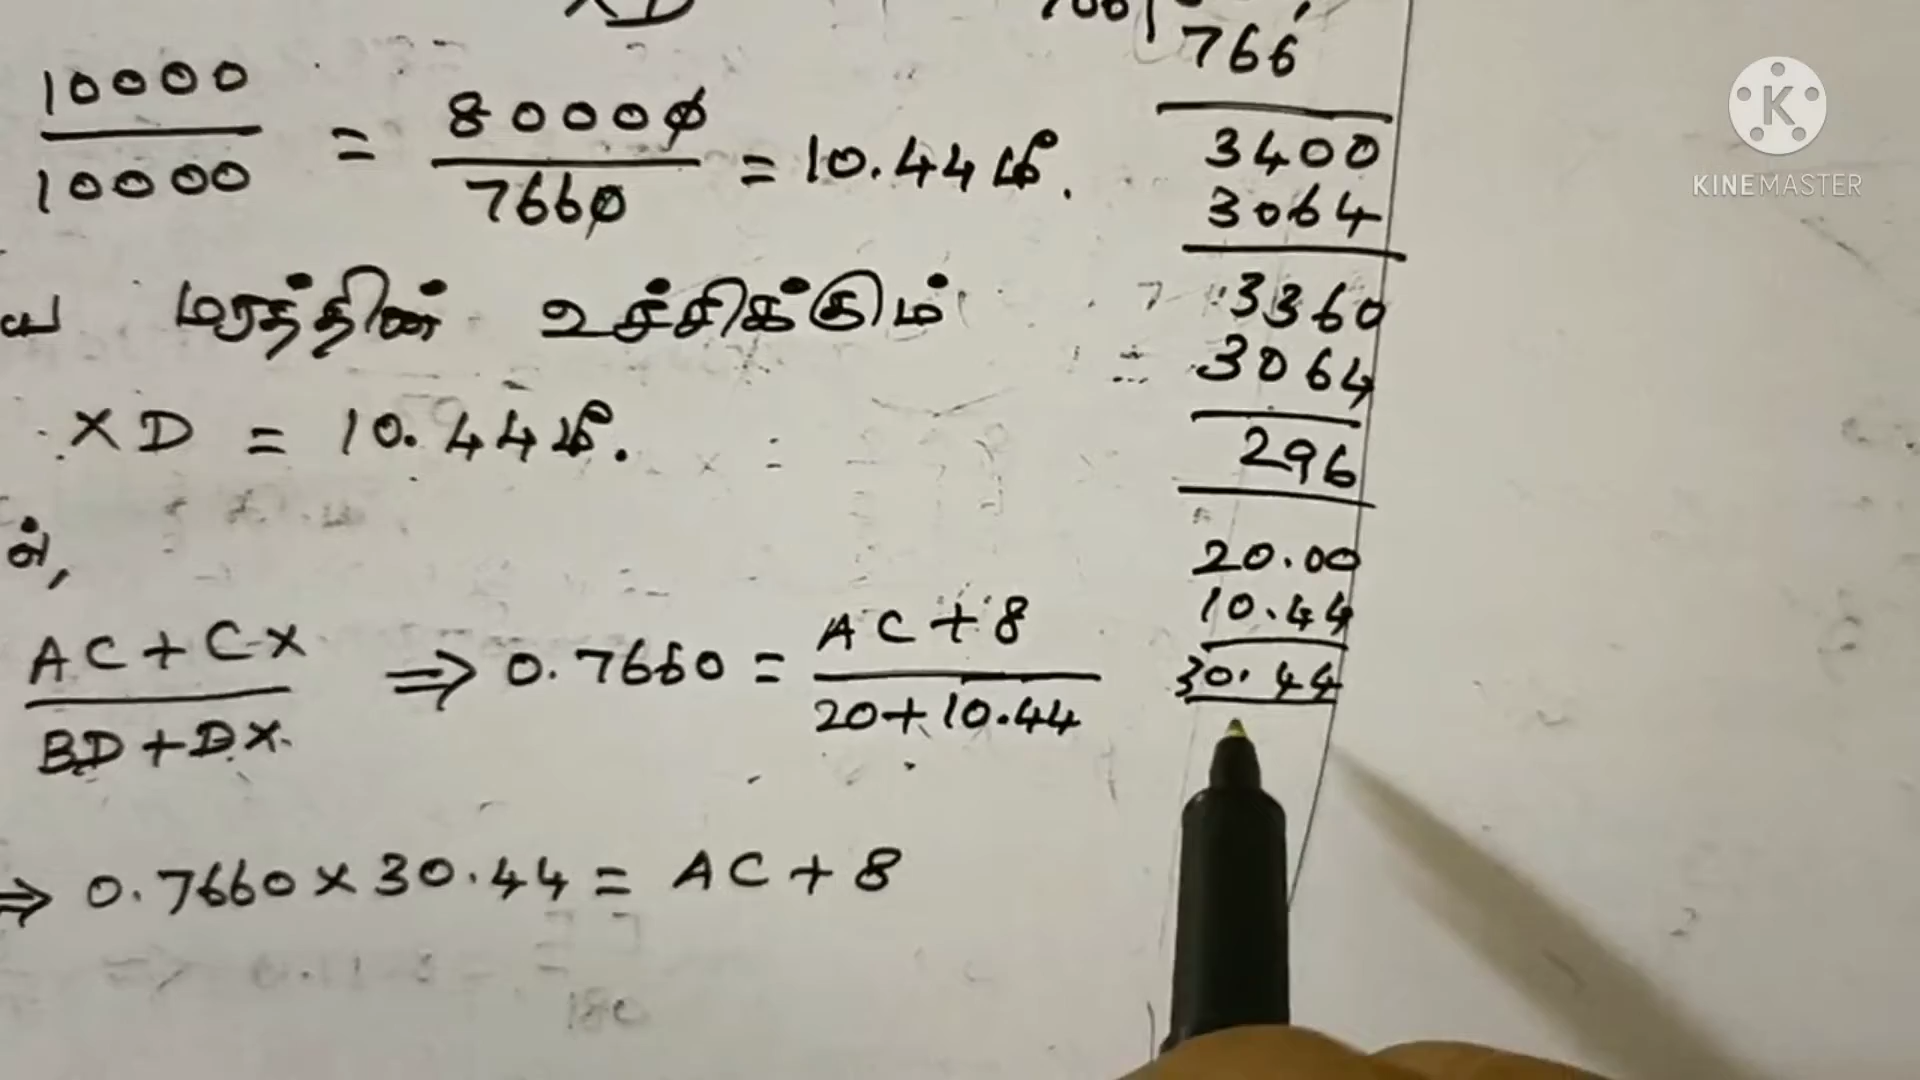 10000
10000
=
80000
7660
= 10.44 மீ.
மரத்தின் உச்சிக்கும்
XD = 10.44 மீ.
ல்,
AC + CX
BD + DX
⇒ 0.7660 =
AC + 8
20 + 10.44
⇒ 0.7660 × 30.44 = AC + 8
766
3400
3064
3360
3064
296
20.00
10.44
30.44
K
KINEMASTER